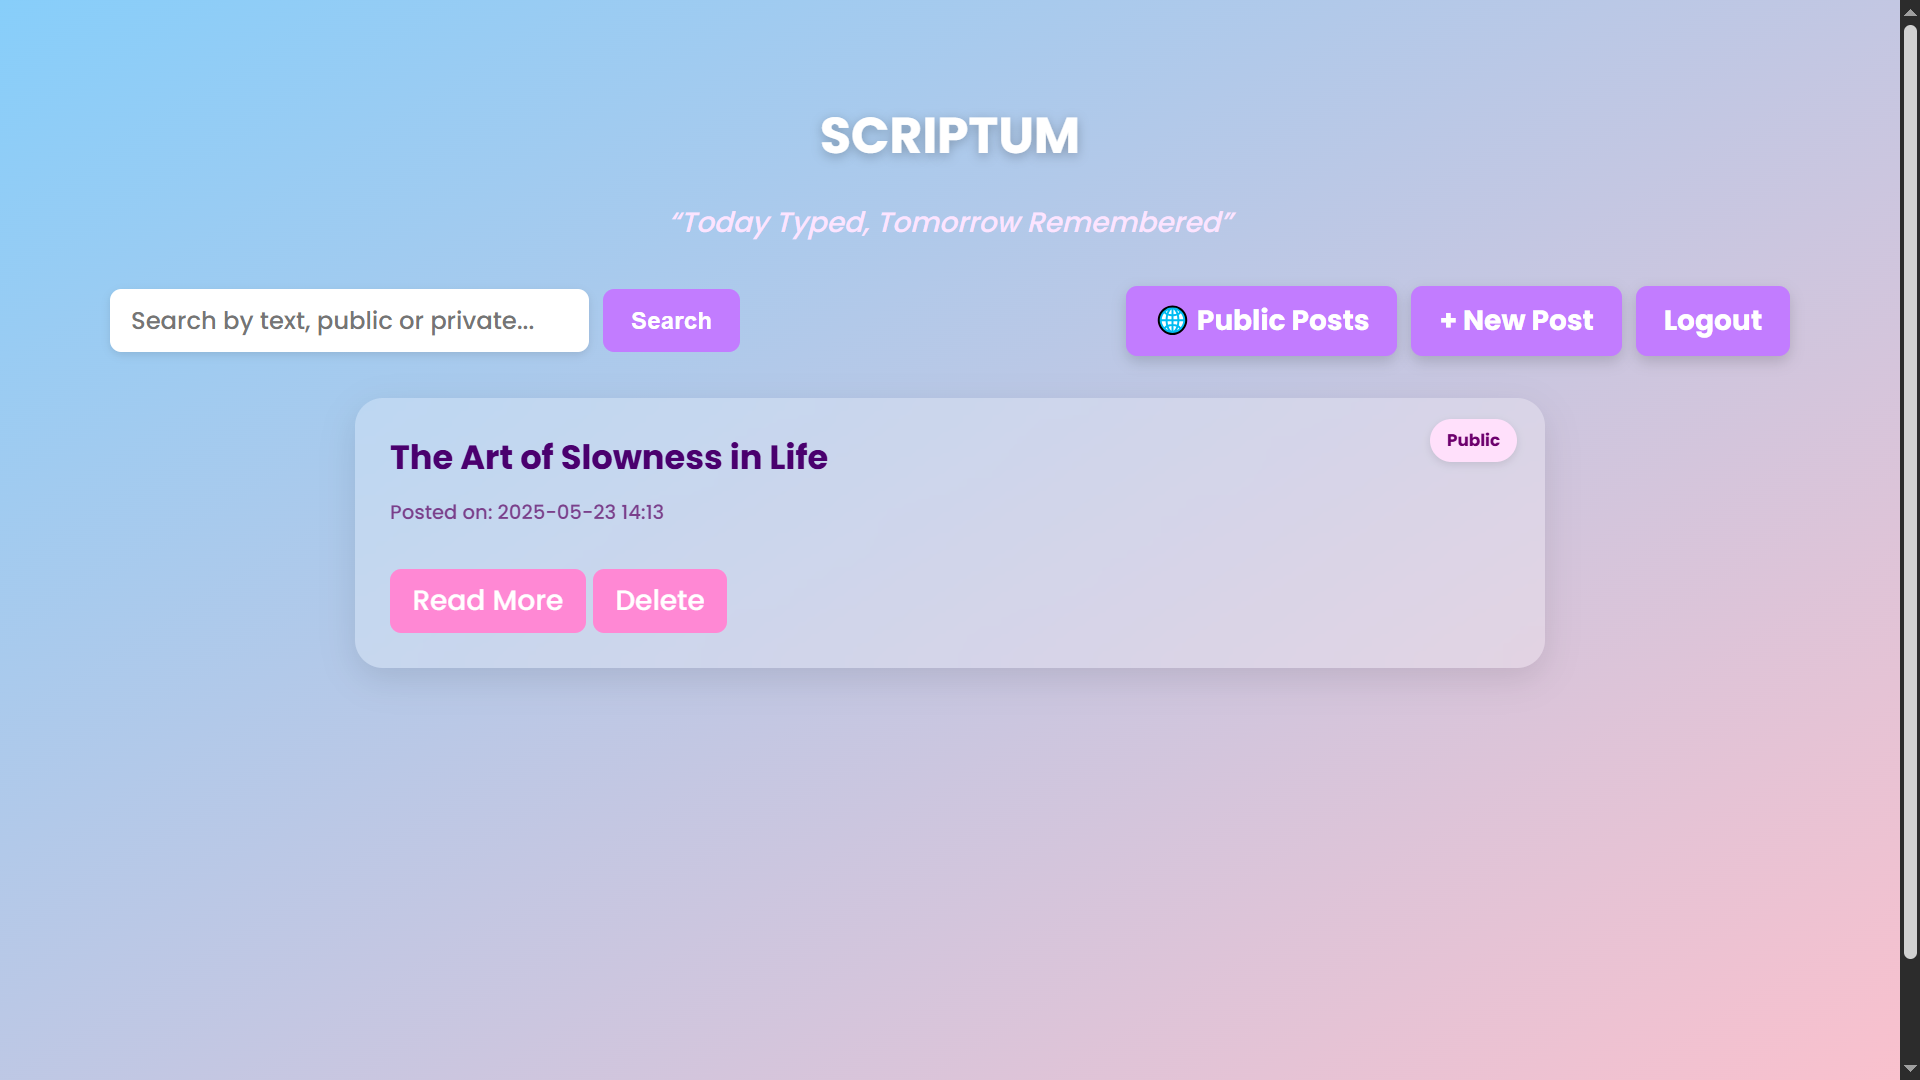 SCRIPTUM
“Today Typed, Tomorrow Remembered”
Search by text, public or private...
Search
Public Posts
+ New Post
Logout
The Art of Slowness in Life
Public
Posted on: 2025-05-23 14:13
Read More
Delete